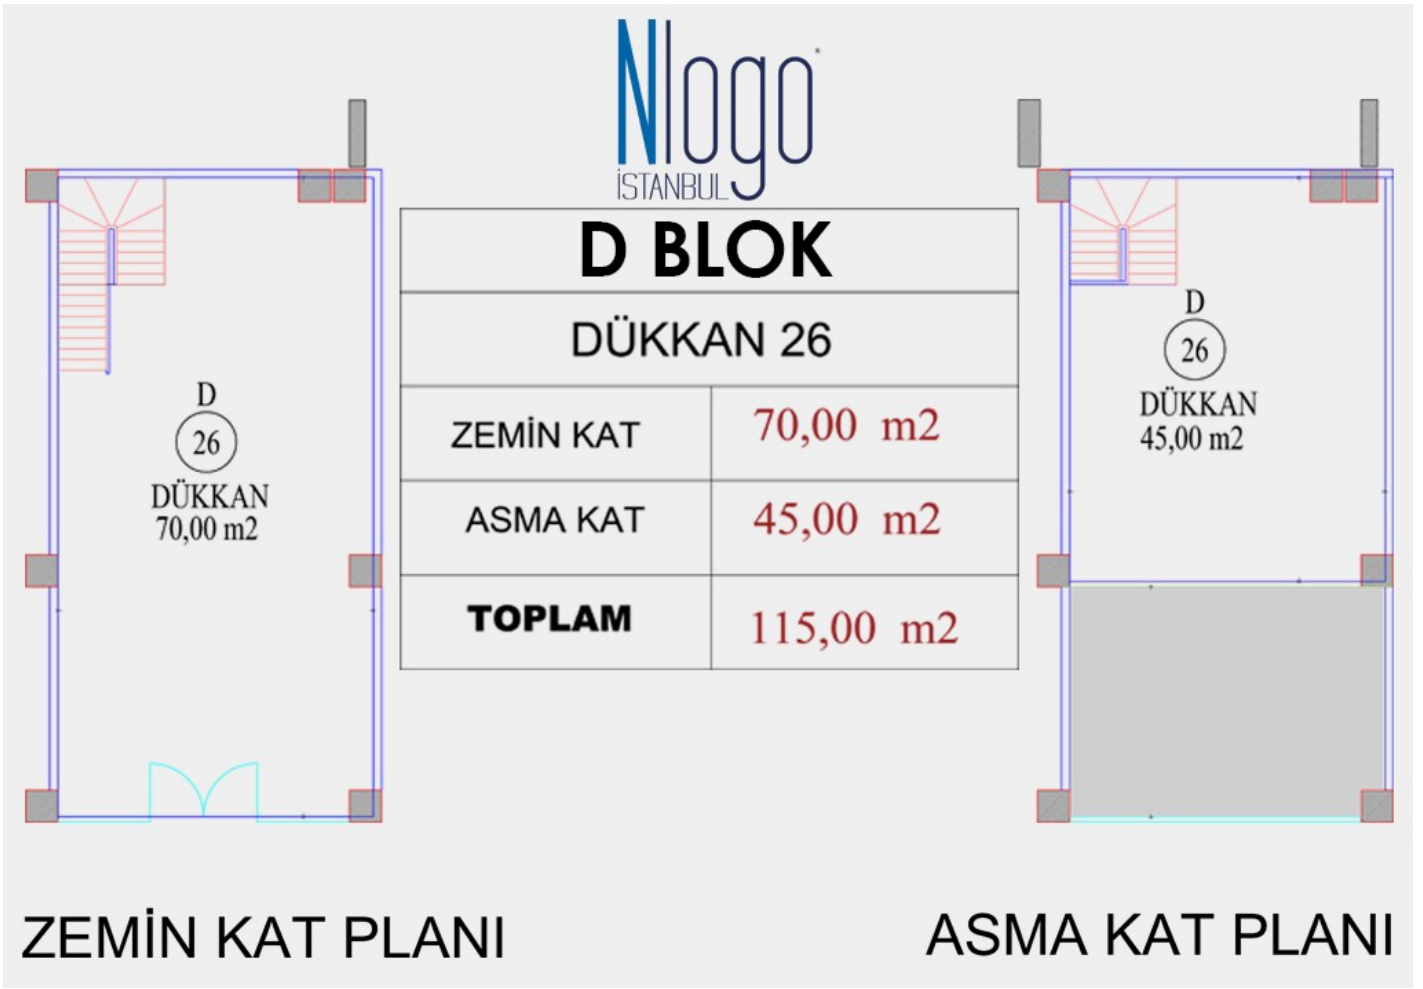 Nlogo
İSTANBUL
D BLOK
DÜKKAN 26
ZEMİN KAT 70,00 m2
ASMA KAT 45,00 m2
TOPLAM 115,00 m2
D
26
DÜKKAN
70,00 m2
D
26
DÜKKAN
45,00 m2
ZEMİN KAT PLANI
ASMA KAT PLANI